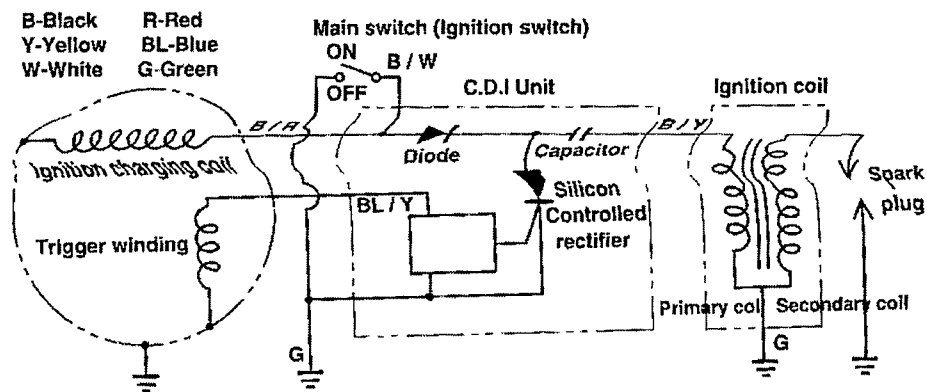 B-Black R-Red
Y-Yellow BL-Blue
W-White G-Green
Main switch (Ignition switch)
ON
OFF
B / W
C.D.I Unit
Ignition coil
B / R
B / Y
Diode
Capacitor
Ignition charging coil
BL / Y
Silicon
Controlled
rectifier
Spark
plug
Trigger winding
Primary coil Secondary coil
G
G